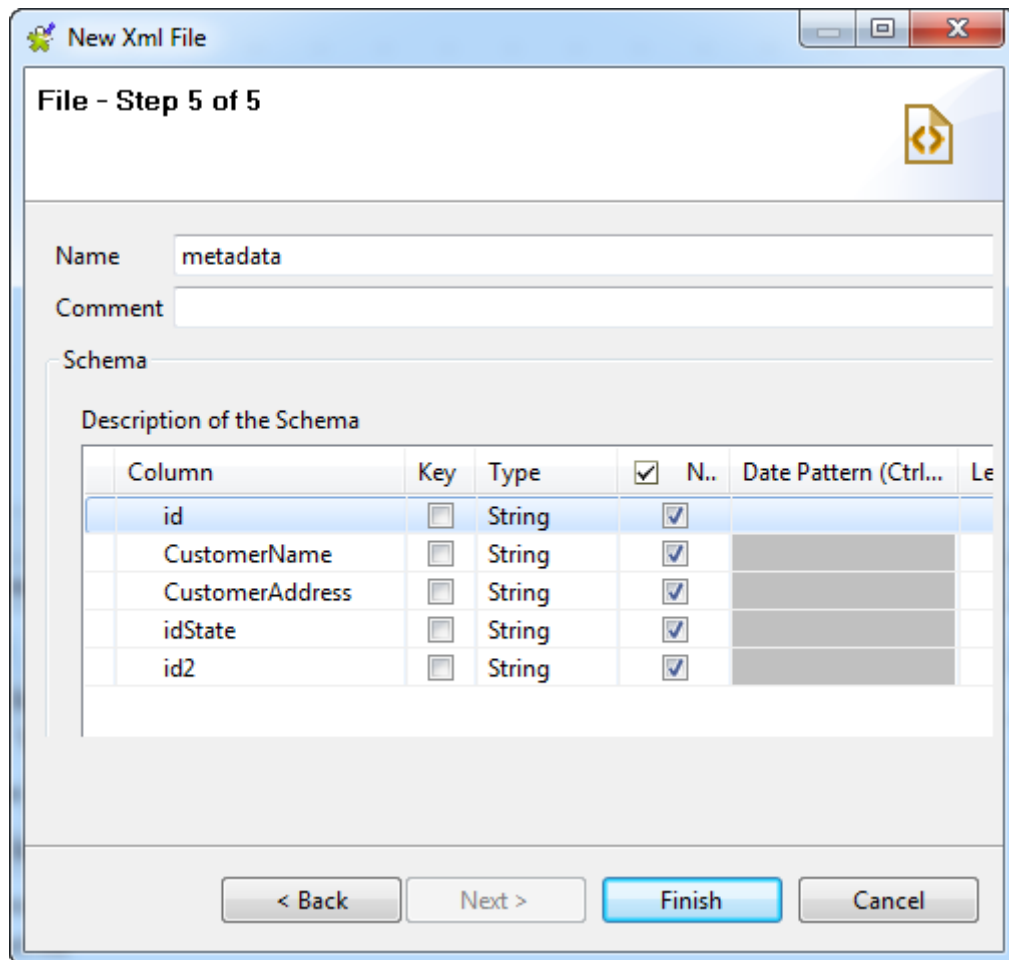 New Xml File
File - Step 5 of 5
Name metadata
Comment
Schema
Description of the Schema
Column Key Type N.. Date Pattern (Ctrl... Le
id String
CustomerName String
CustomerAddress String
idState String
id2 String
< Back Next > Finish Cancel